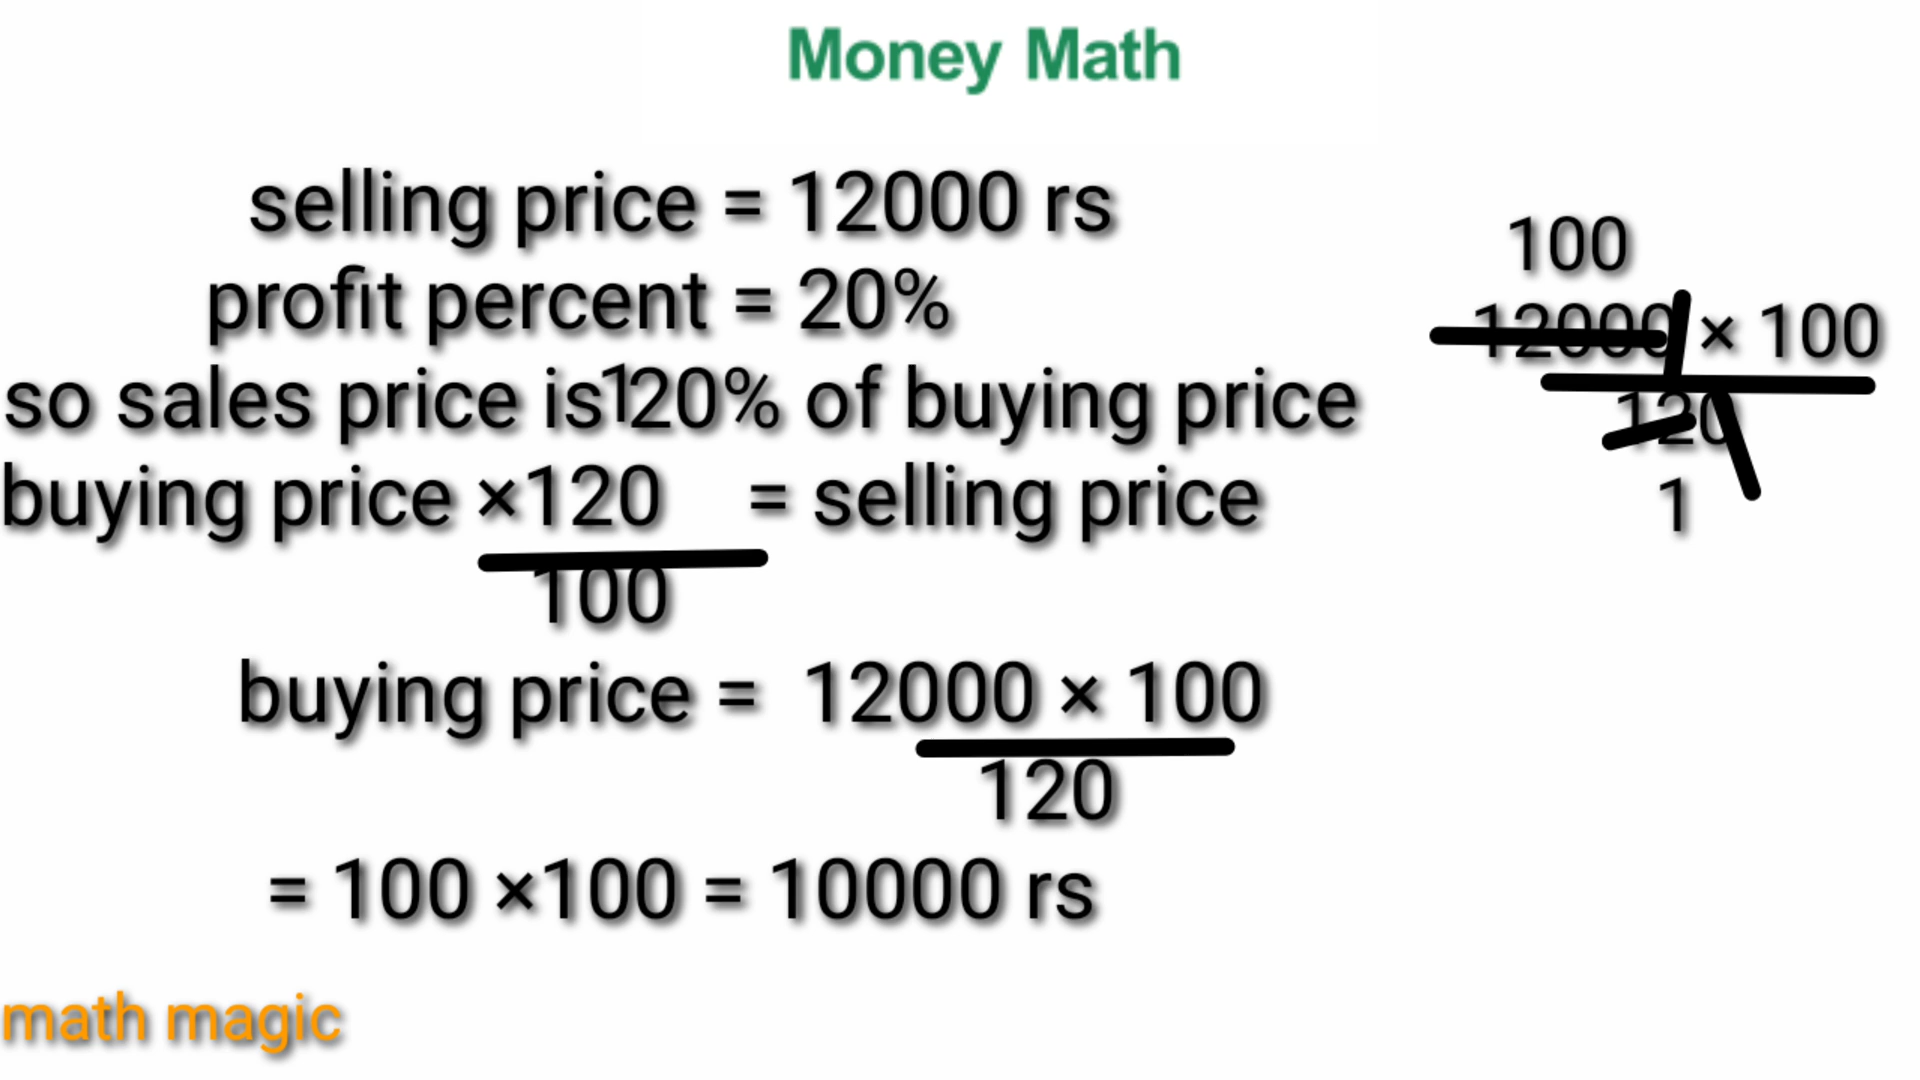 Money Math
selling price = 12000 rs
profit percent = 20%
so sales price is 120% of buying price
buying price ×120 = selling price
100
buying price = 12000 × 100
120
= 100 ×100 = 10000 rs
100
12000 × 100
120
1
math magic